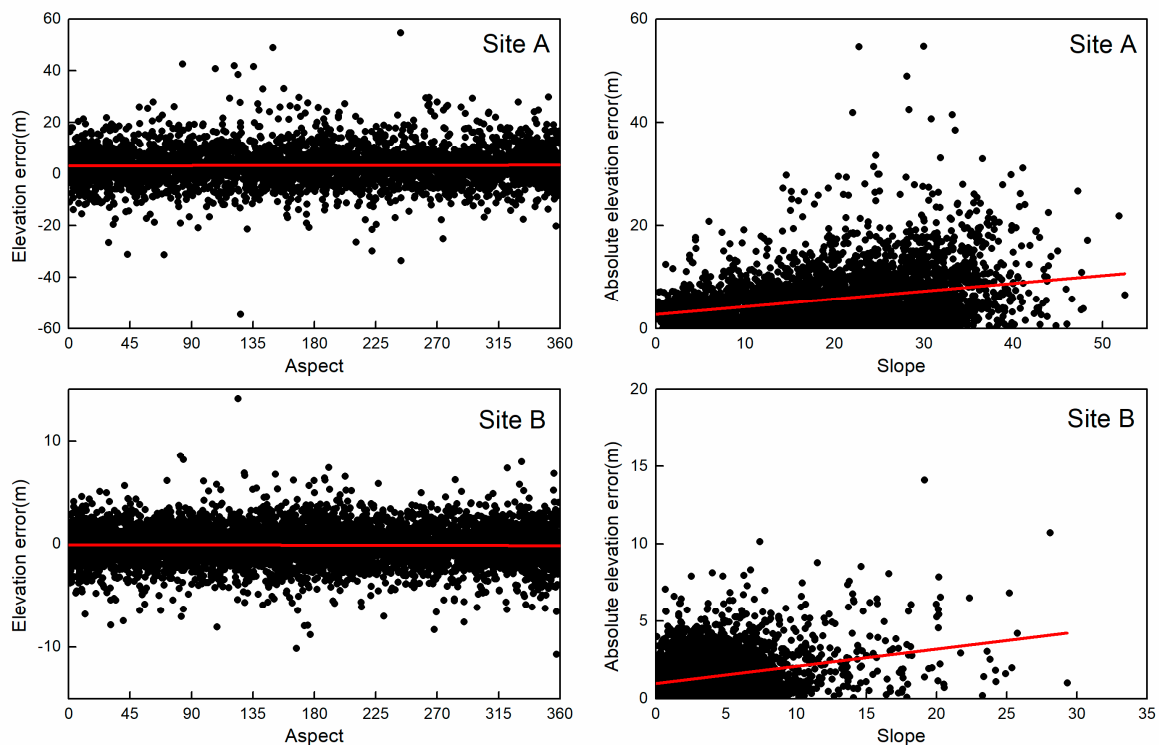 60
40
20
0
-20
-40
-60
Elevation error(m)
Site A
0 45 90 135 180 225 270 315 360
Aspect
60
40
20
0
Absolute elevation error(m)
Site A
0 10 20 30 40 50
Slope
10
0
-10
Elevation error(m)
Site B
0 45 90 135 180 225 270 315 360
Aspect
20
15
10
5
0
Absolute elevation error(m)
Site B
0 5 10 15 20 25 30 35
Slope